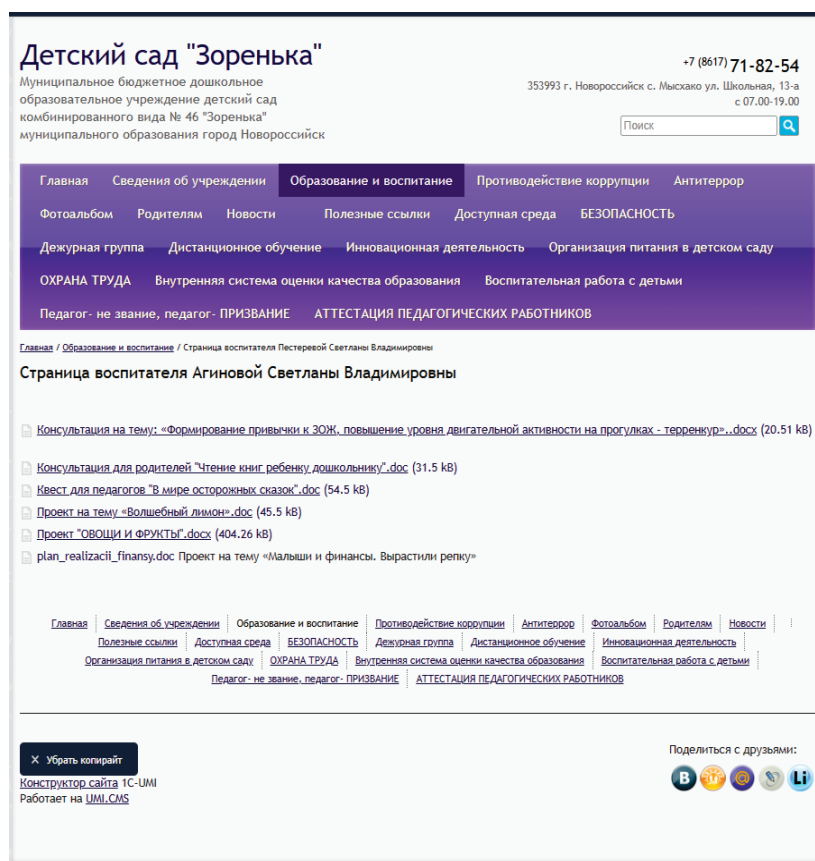 Детский сад "Зоренька"
Муниципальное бюджетное дошкольное
образовательное учреждение детский сад
комбинированного вида № 46 "Зоренька"
муниципального образования город Новороссийск
+7 (8617) 71-82-54
353993 г. Новороссийск с. Мысхако ул. Школьная, 13-а
с 07.00-19.00
Поиск
Главная Сведения об учреждении Образование и воспитание Противодействие коррупции Антитеррор
Фотоальбом Родителям Новости Полезные ссылки Доступная среда БЕЗОПАСНОСТЬ
Дежурная группа Дистанционное обучение Инновационная деятельность Организация питания в детском саду
ОХРАНА ТРУДА Внутренняя система оценки качества образования Воспитательная работа с детьми
Педагог- не звание, педагог- ПРИЗВАНИЕ АТТЕСТАЦИЯ ПЕДАГОГИЧЕСКИХ РАБОТНИКОВ
Главная / Образование и воспитание / Страница воспитателя Пестеревой Светланы Владимировны
Страница воспитателя Агиновой Светланы Владимировны
Консультация на тему: «Формирование привычки к ЗОЖ, повышение уровня двигательной активности на прогулках - терренкур»..docx (20.51 kB)
Консультация для родителей "Чтение книг ребенку дошкольнику".doc (31.5 kB)
Квест для педагогов "В мире осторожных сказок".doc (54.5 kB)
Проект на тему «Волшебный лимон».doc (45.5 kB)
Проект "ОВОЩИ И ФРУКТЫ".docx (404.26 kB)
plan_realizacii_finansy.doc Проект на тему «Малыши и финансы. Вырастили репку»
Главная Сведения об учреждении Образование и воспитание Противодействие коррупции Антитеррор Фотоальбом Родителям Новости
Полезные ссылки Доступная среда БЕЗОПАСНОСТЬ Дежурная группа Дистанционное обучение Инновационная деятельность
Организация питания в детском саду ОХРАНА ТРУДА Внутренняя система оценки качества образования Воспитательная работа с детьми
Педагог- не звание, педагог- ПРИЗВАНИЕ АТТЕСТАЦИЯ ПЕДАГОГИЧЕСКИХ РАБОТНИКОВ
X Убрать копирайт
Конструктор сайта 1C-UMI
Работает на UMI.CMS
Поделиться с друзьями:
В @ Li